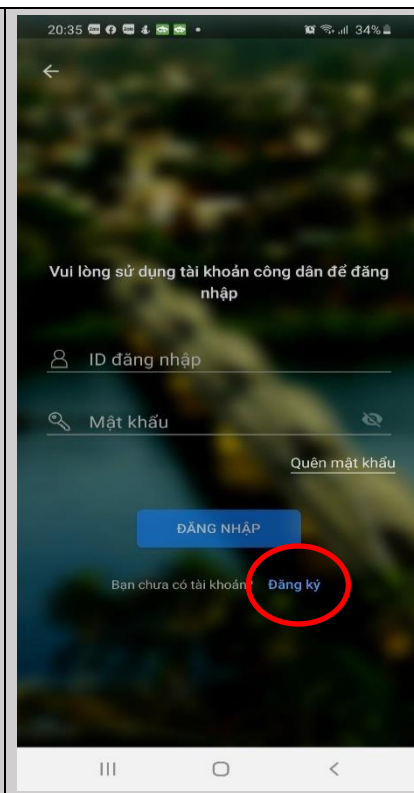 20:35
34%
Vui lòng sử dụng tài khoản công dân để đăng
nhập
ID đăng nhập
Mật khẩu
Quên mật khẩu
ĐĂNG NHẬP
Bạn chưa có tài khoản? Đăng ký